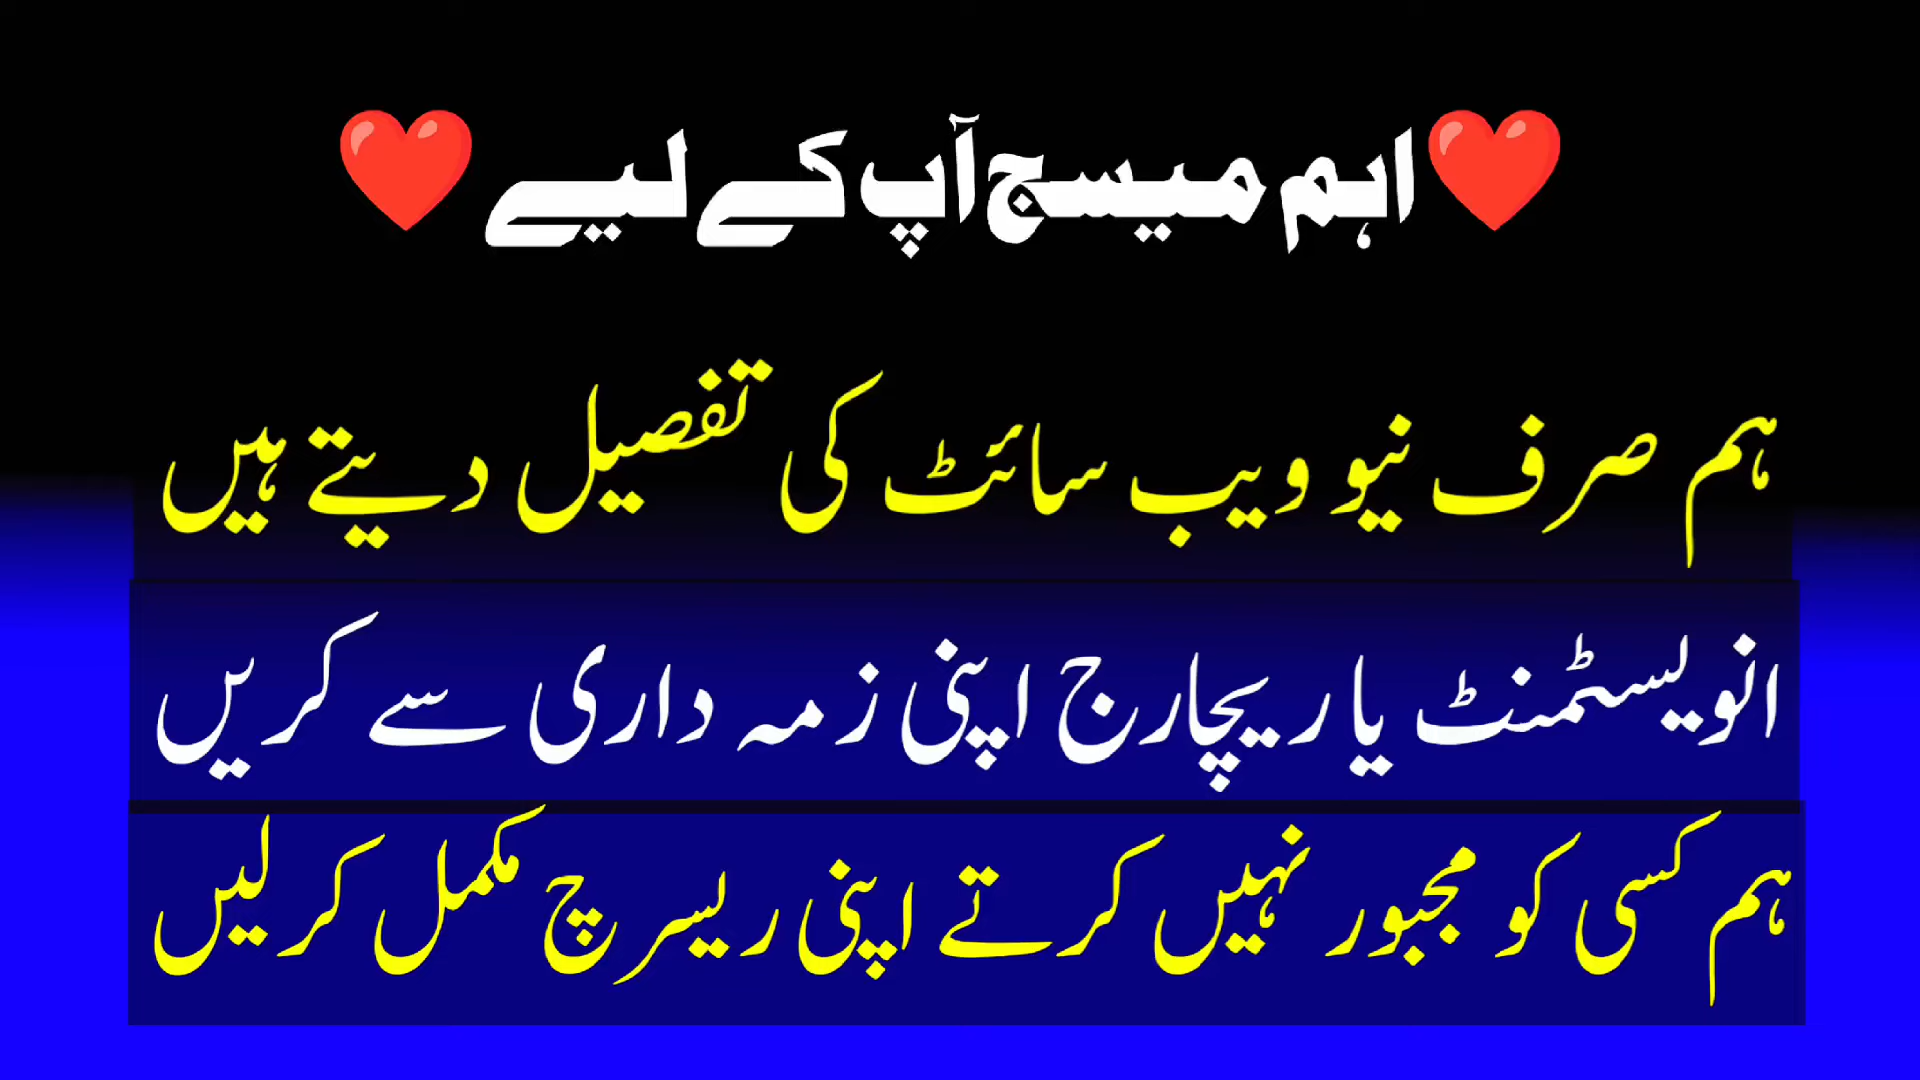 ❤️اہم میسج آپ کے لیے❤️
ہم صرف نیو ویب سائٹ کی تفصیل دیتے ہیں
انویسٹمنٹ یا ریچارج اپنی زمہ داری سے کریں
ہم کسی کو مجبور نہیں کرتے اپنی ریسرچ مکمل کر لیں